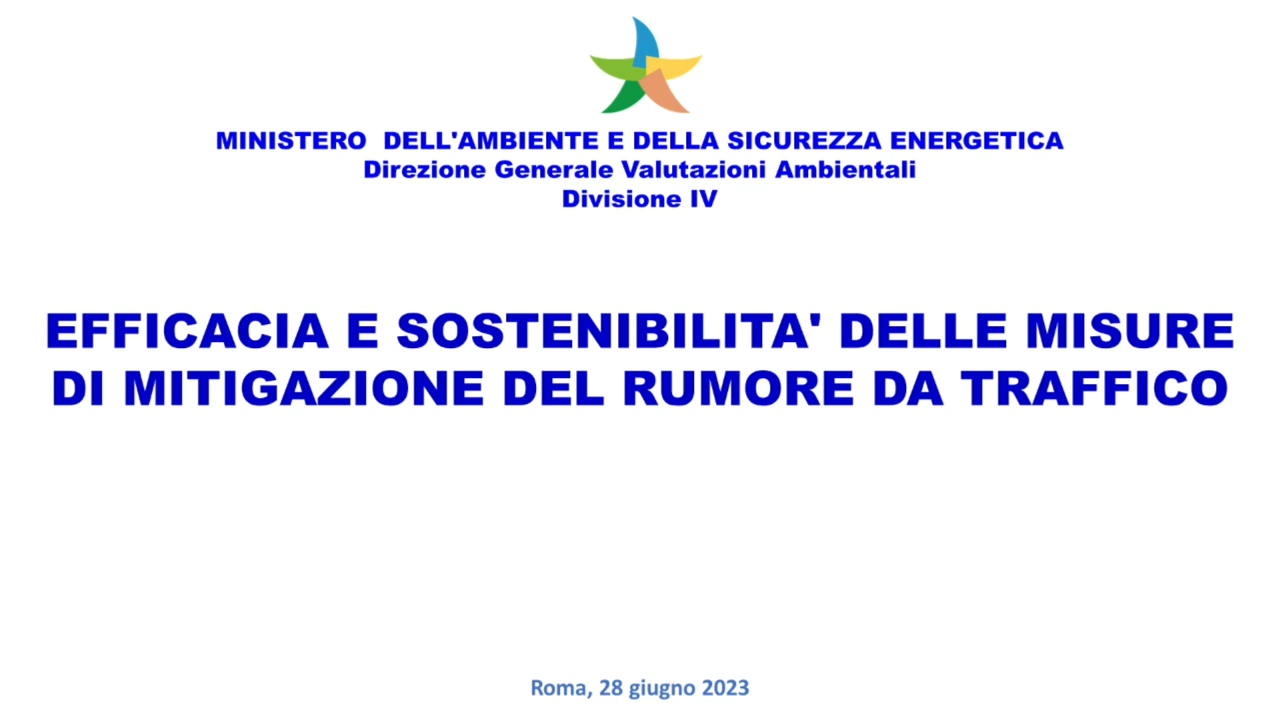 MINISTERO  DELL'AMBIENTE E DELLA SICUREZZA ENERGETICA
Direzione Generale Valutazioni Ambientali
Divisione IV
EFFICACIA E SOSTENIBILITA' DELLE MISURE
DI MITIGAZIONE DEL RUMORE DA TRAFFICO
Roma, 28 giugno 2023